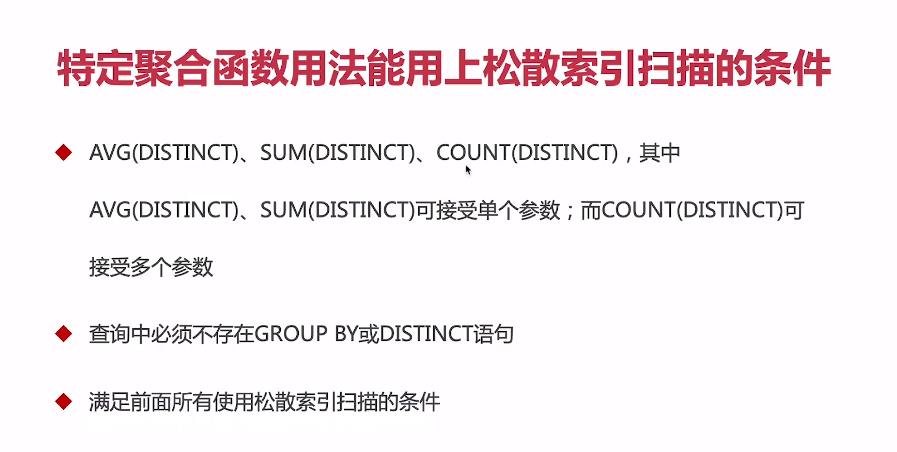 特定聚合函数用法能用上松散索引扫描的条件
AVG(DISTINCT)、SUM(DISTINCT)、COUNT(DISTINCT)，其中
AVG(DISTINCT)、SUM(DISTINCT)可接受单个参数；而COUNT(DISTINCT)可
接受多个参数
查询中必须不存在GROUP BY或DISTINCT语句
满足前面所有使用松散索引扫描的条件